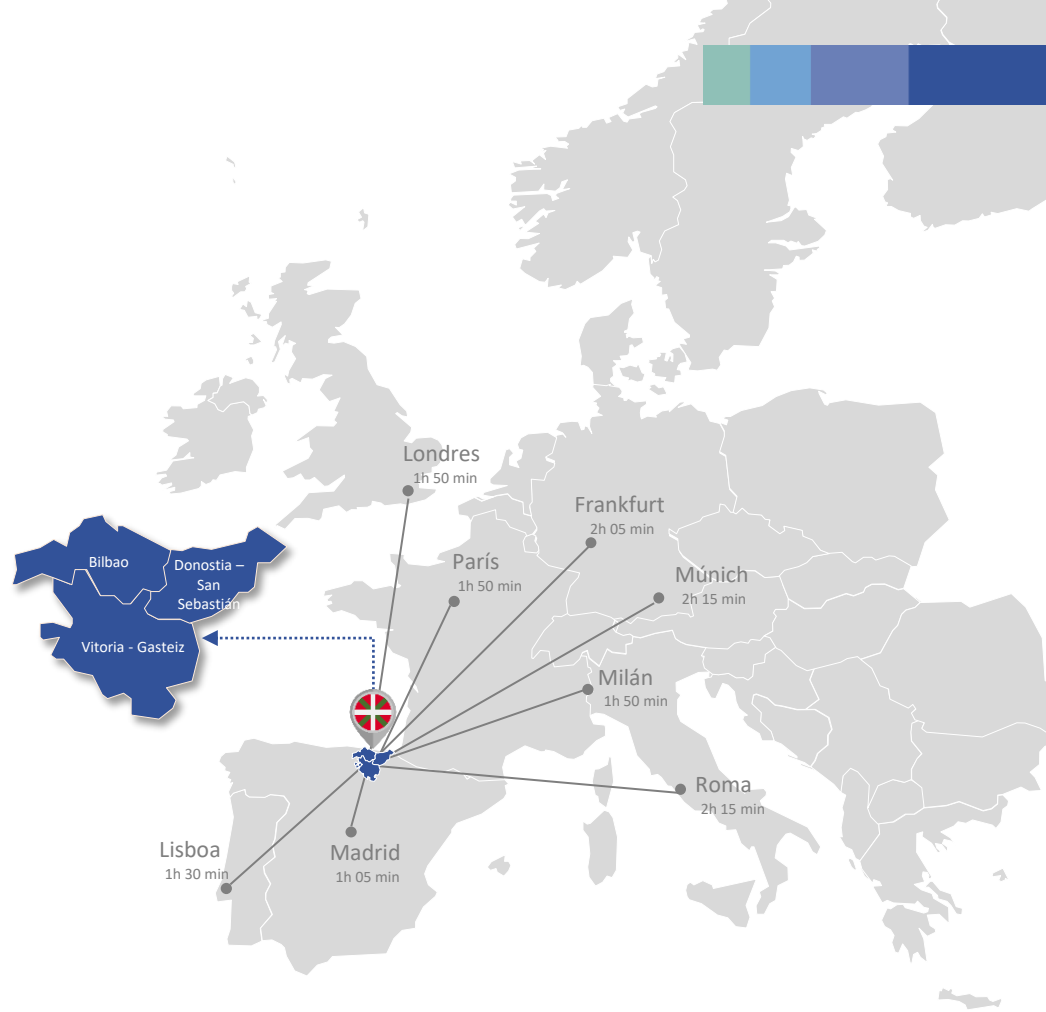 Londres
1h 50 min
Frankfurt
2h 05 min
París
1h 50 min
Múnich
2h 15 min
Bilbao
Donostia –
San
Sebastián
Vitoria - Gasteiz
Milán
1h 50 min
Roma
2h 15 min
Lisboa
1h 30 min
Madrid
1h 05 min